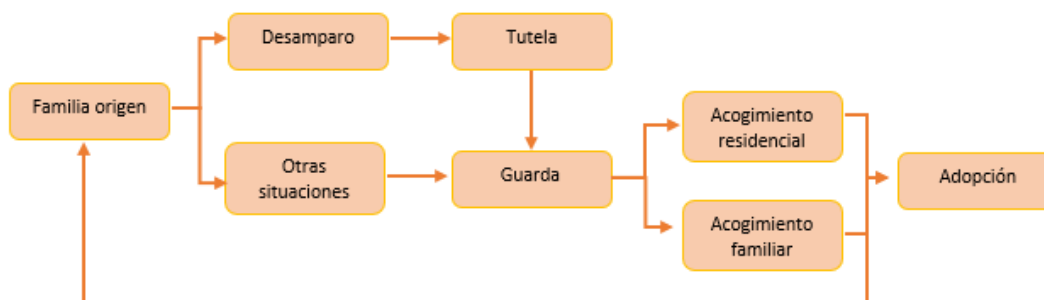 Desamparo
Tutela
Familia origen
Acogimiento
residencial
Otras
situaciones
Guarda
Adopción
Acogimiento
familiar